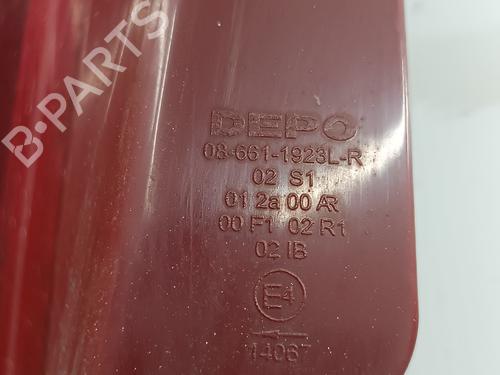 B-PARTS
DEPO
08-661-1923L-R
02 S1
01 2a 00 AR
00 F1 02 R1
02 IB
E4
14067